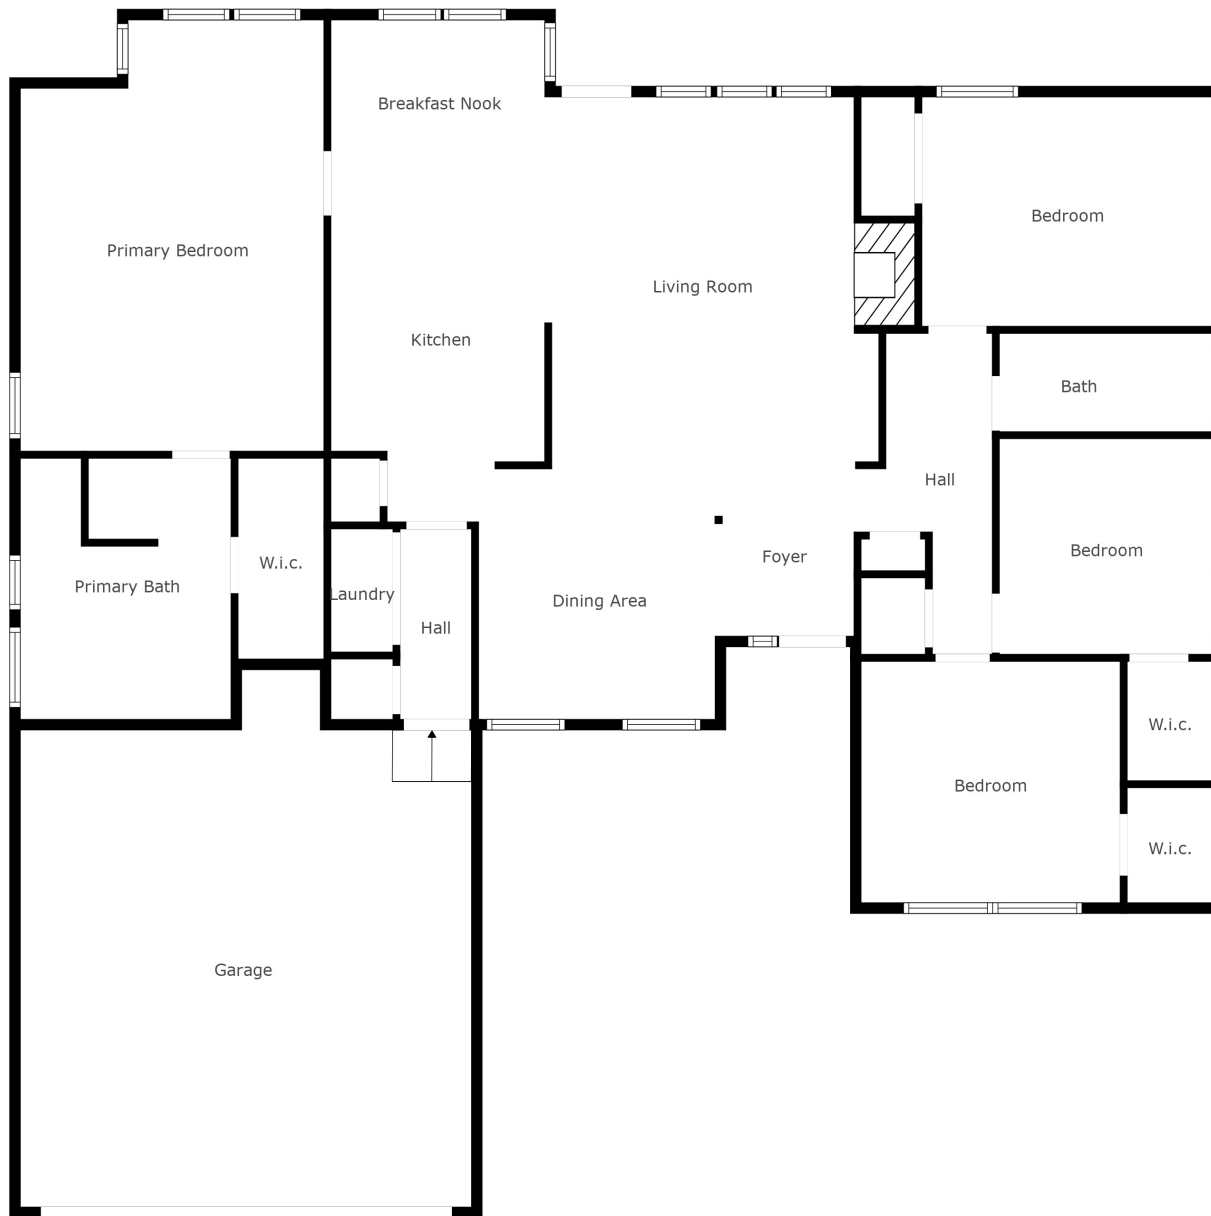 Breakfast Nook
Bedroom
Primary Bedroom
Living Room
Kitchen
Bath
Hall
Bedroom
Foyer
W.i.c.
Primary Bath
Laundry
Dining Area
Hall
W.i.c.
Bedroom
W.i.c.
Garage